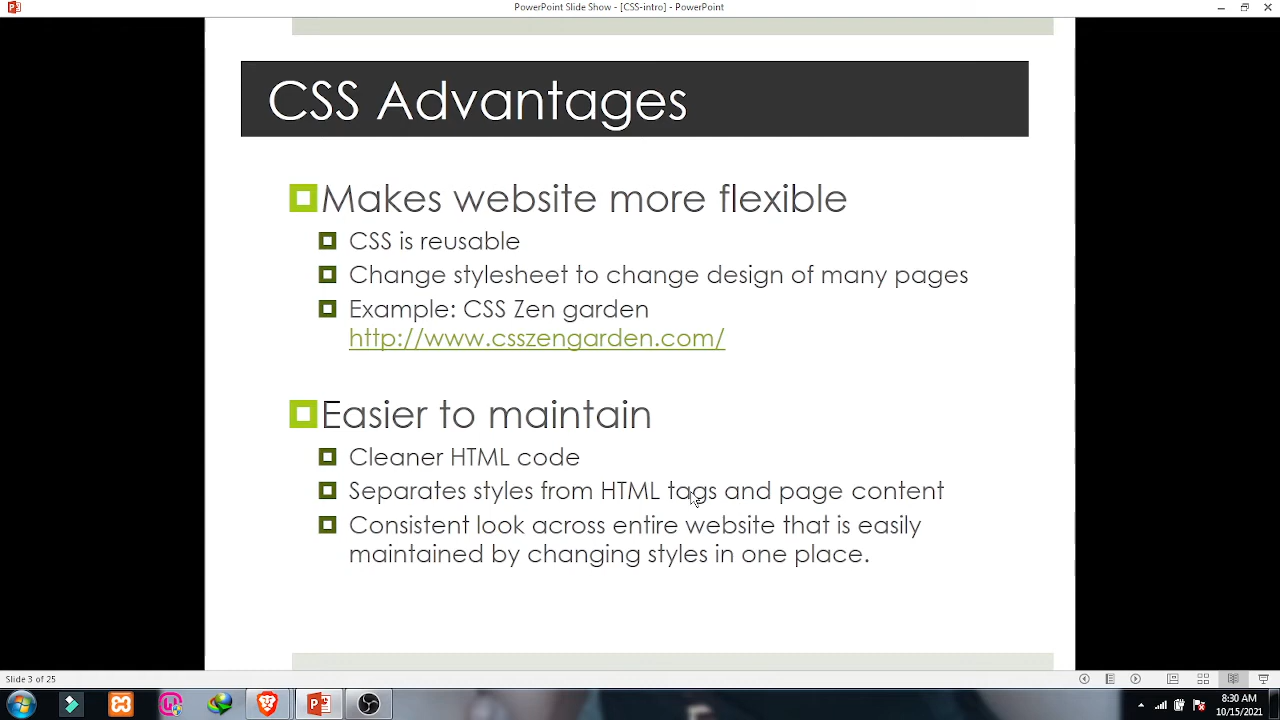 PowerPoint Slide Show - [CSS-intro] - PowerPoint
CSS Advantages
Makes website more flexible
CSS is reusable
Change stylesheet to change design of many pages
Example: CSS Zen garden
http://www.csszengarden.com/
Easier to maintain
Cleaner HTML code
Separates styles from HTML tags and page content
Consistent look across entire website that is easily
maintained by changing styles in one place.
Slide 3 of 25
8:30 AM
10/15/2021